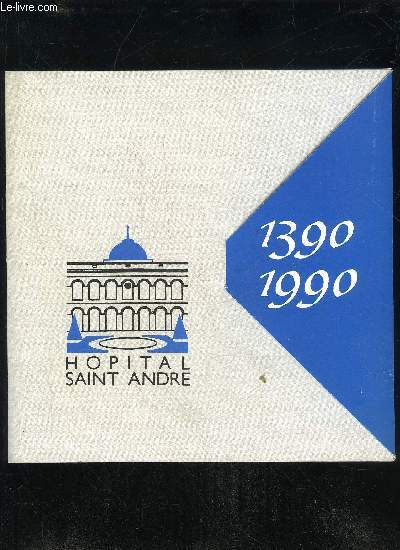 Le-livre.com
1390
1990
HOPITAL
SAINT ANDRE